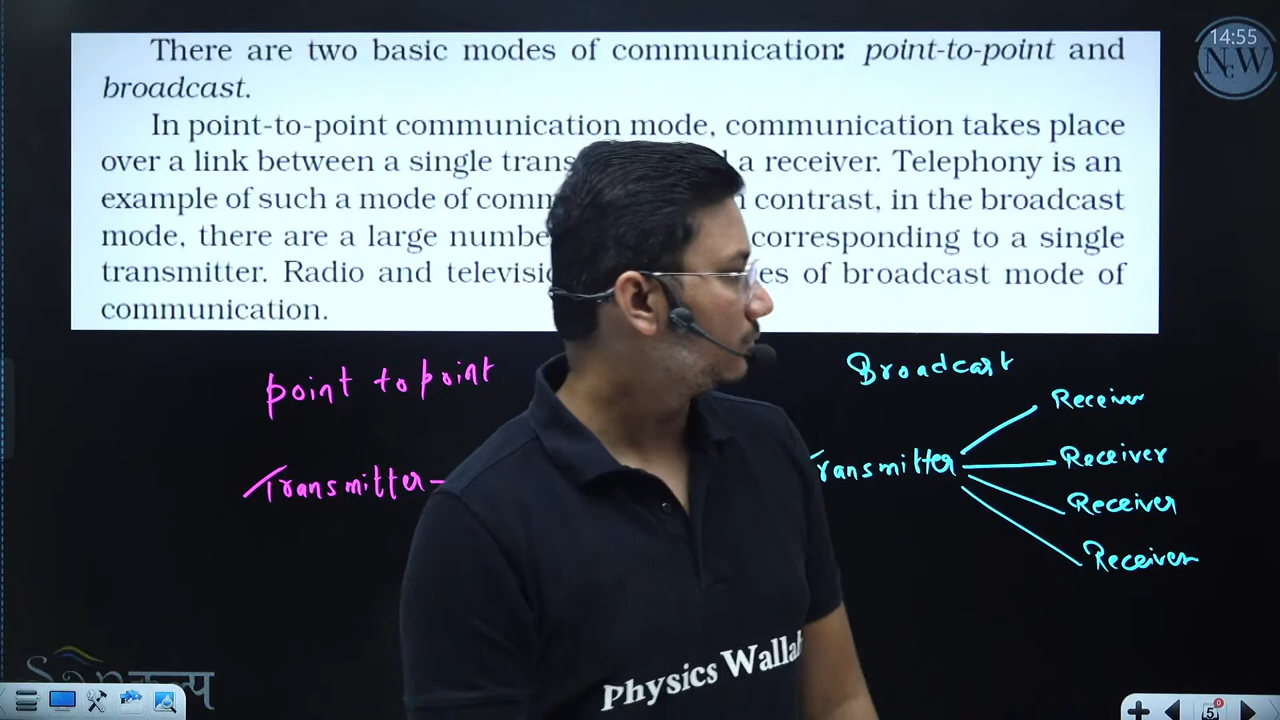 14:55
NcW
There are two basic modes of communication: point-to-point and
broadcast.
In point-to-point communication mode, communication takes place
over a link between a single trans a receiver. Telephony is an
example of such a mode of comm contrast, in the broadcast
mode, there are a large numbe corresponding to a single
transmitter. Radio and televisio es of broadcast mode of
communication.
point to point
Broadcast
Receiver
Transmitter
Transmitter
Receiver
Receiver
Receiver
Physics Wallah
5